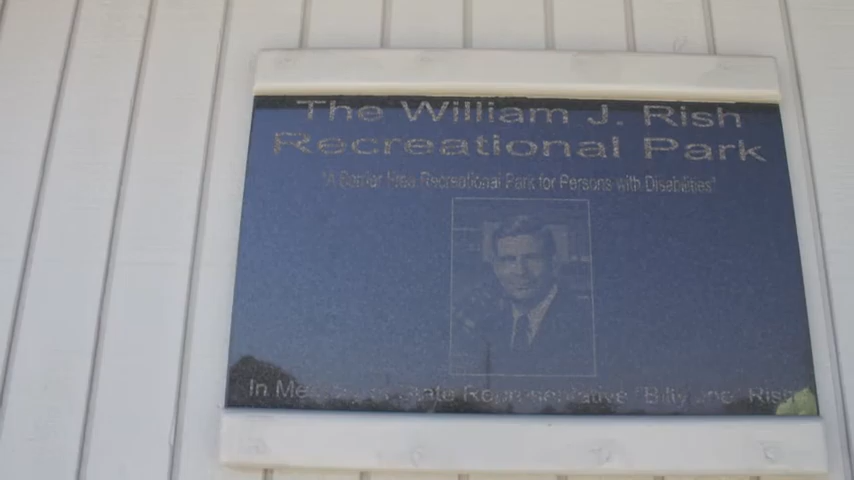 The William J. Rish
Recreational Park
"A Barrier Free Recreational Park for Persons with Disabilities"
In Memory of State Representative "Billy Joe" Rish